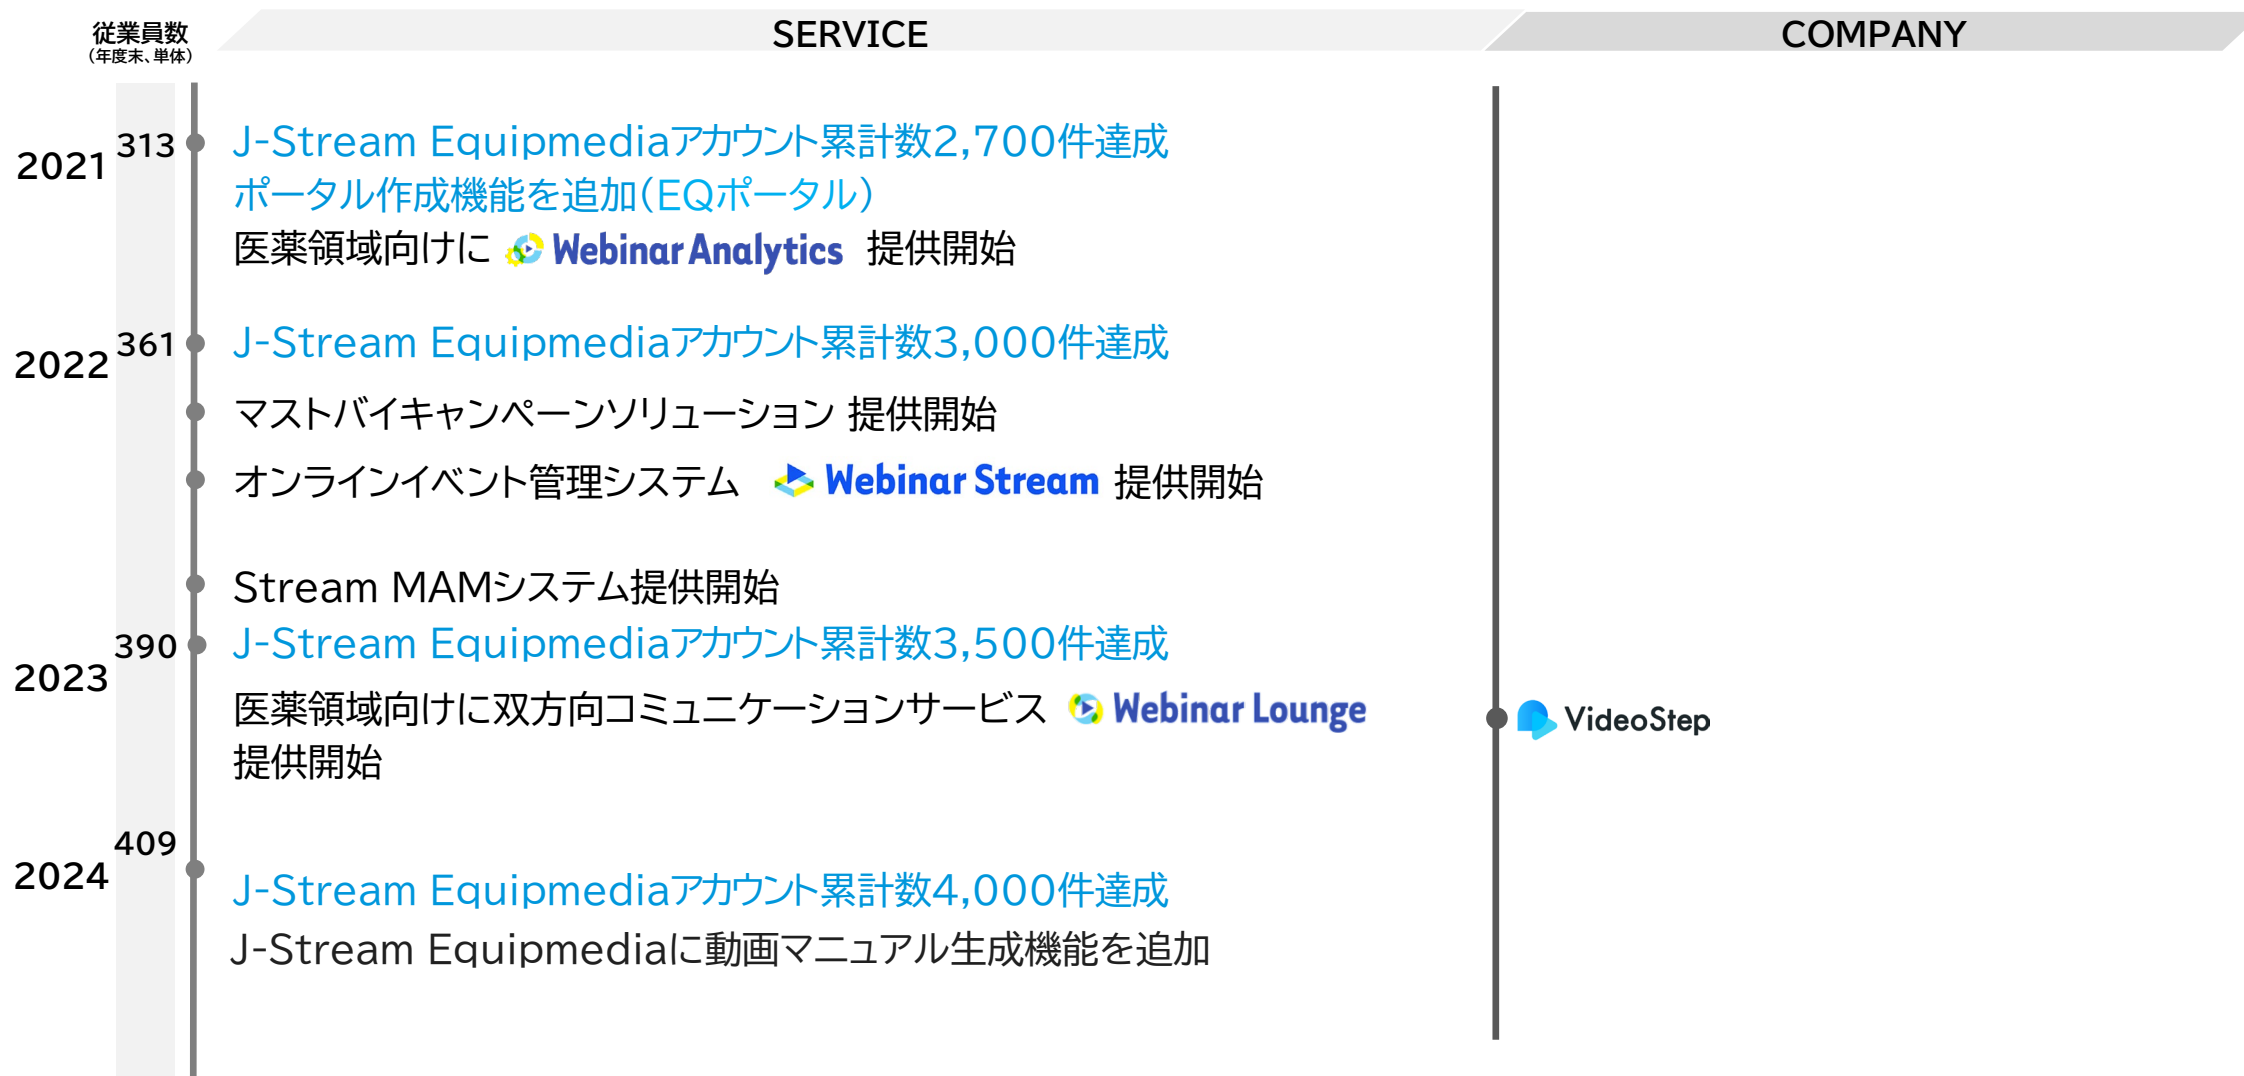 従業員数
（年度末、単体）
SERVICE
COMPANY
2021
313
J-Stream Equipmediaアカウント累計数2,700件達成
ポータル作成機能を追加（EQポータル）
医薬領域向けに Webinar Analytics 提供開始
2022
361
J-Stream Equipmediaアカウント累計数3,000件達成
マストバイキャンペーンソリューション 提供開始
オンラインイベント管理システム Webinar Stream 提供開始
Stream MAMシステム提供開始
2023
390
J-Stream Equipmediaアカウント累計数3,500件達成
医薬領域向けに双方向コミュニケーションサービス Webinar Lounge
提供開始
VideoStep
2024
409
J-Stream Equipmediaアカウント累計数4,000件達成
J-Stream Equipmediaに動画マニュアル生成機能を追加